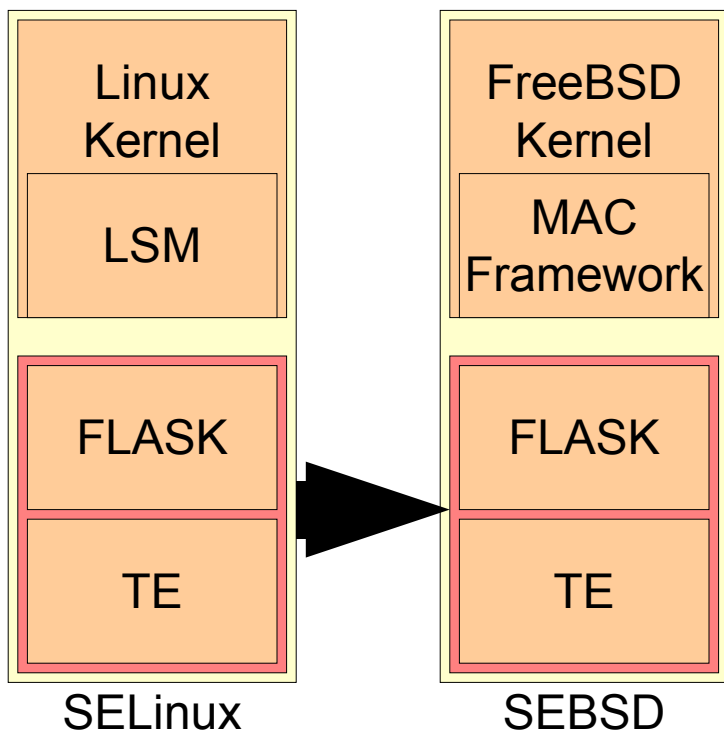 Linux
Kernel
LSM
FLASK
TE
SELinux
FreeBSD
Kernel
MAC
Framework
FLASK
TE
SEBSD